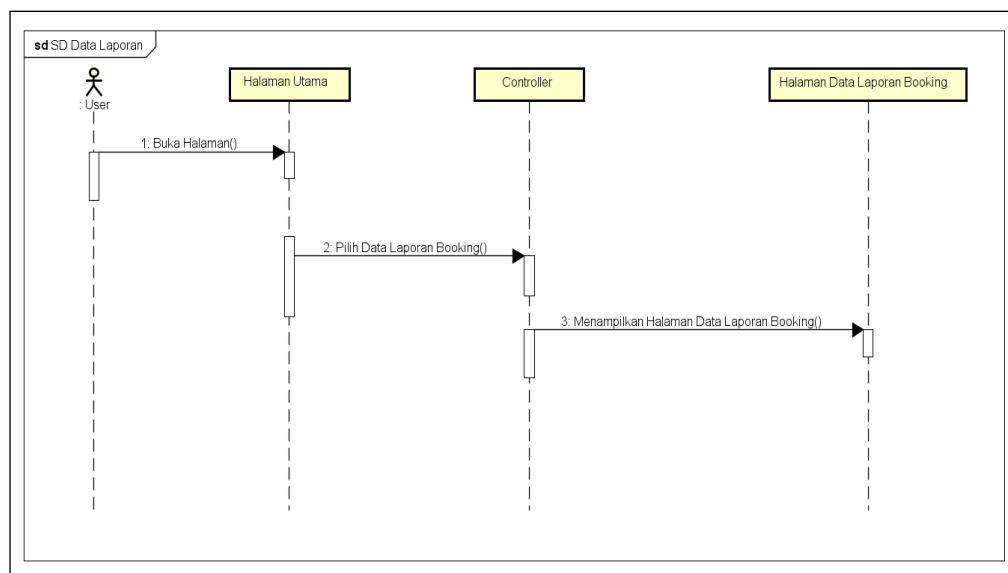 sd SD Data Laporan
: User
Halaman Utama
Controller
Halaman Data Laporan Booking
1: Buka Halaman()
2: Pilih Data Laporan Booking()
3: Menampilkan Halaman Data Laporan Booking()